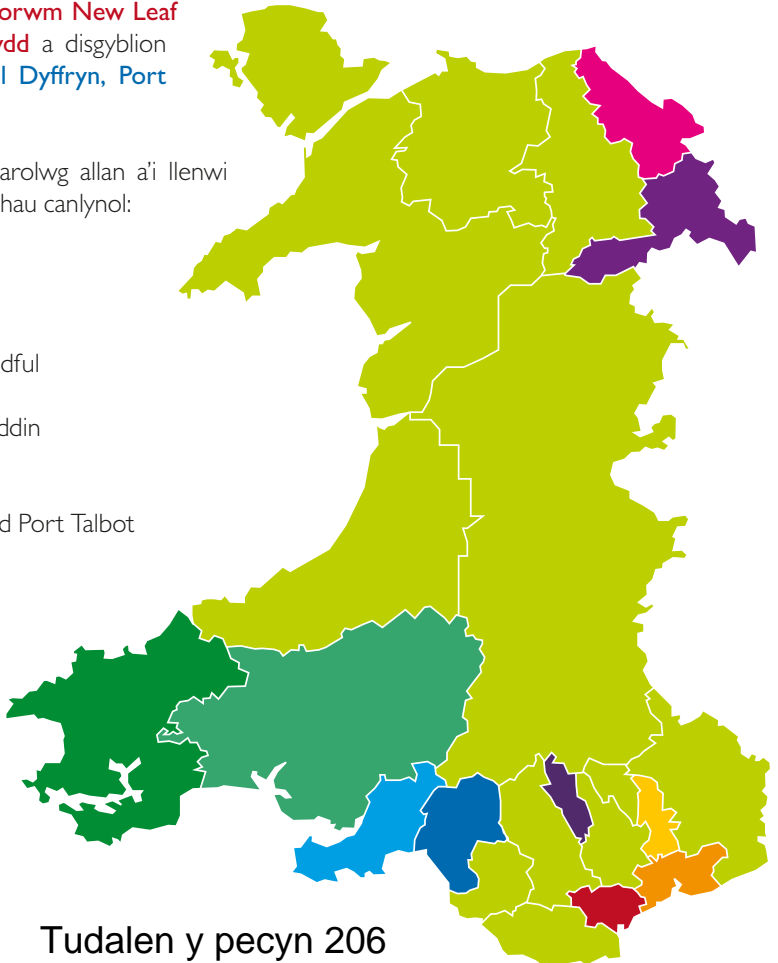 orwm New Leaf
ydd a disgyblion
l Dyffryn, Port
arolwg allan a'i llenwi
hau canlynol:
dful
ddin
d Port Talbot
Tudalen y pecyn 206